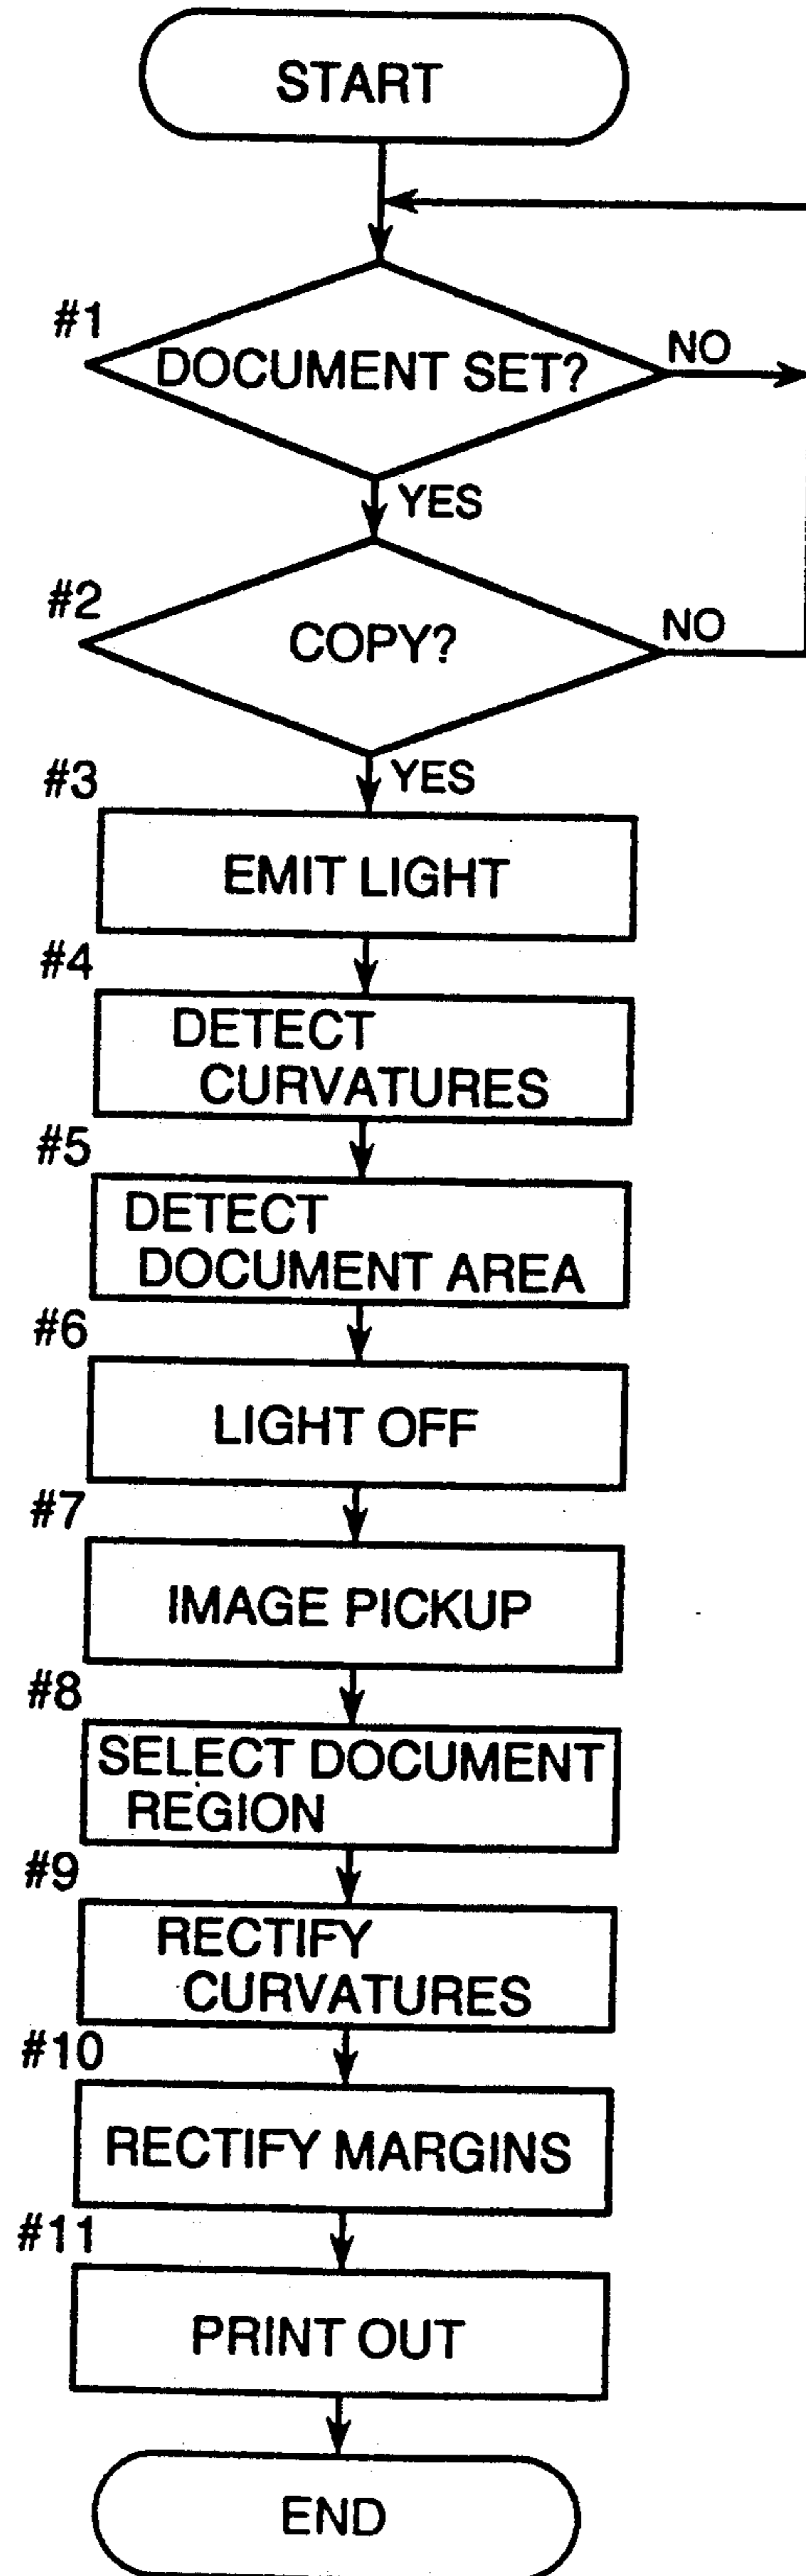 START
#1
DOCUMENT SET?
NO
YES
#2
COPY?
NO
YES
#3
EMIT LIGHT
#4
DETECT
CURVATURES
#5
DETECT
DOCUMENT AREA
#6
LIGHT OFF
#7
IMAGE PICKUP
#8
SELECT DOCUMENT
REGION
#9
RECTIFY
CURVATURES
#10
RECTIFY MARGINS
#11
PRINT OUT
END